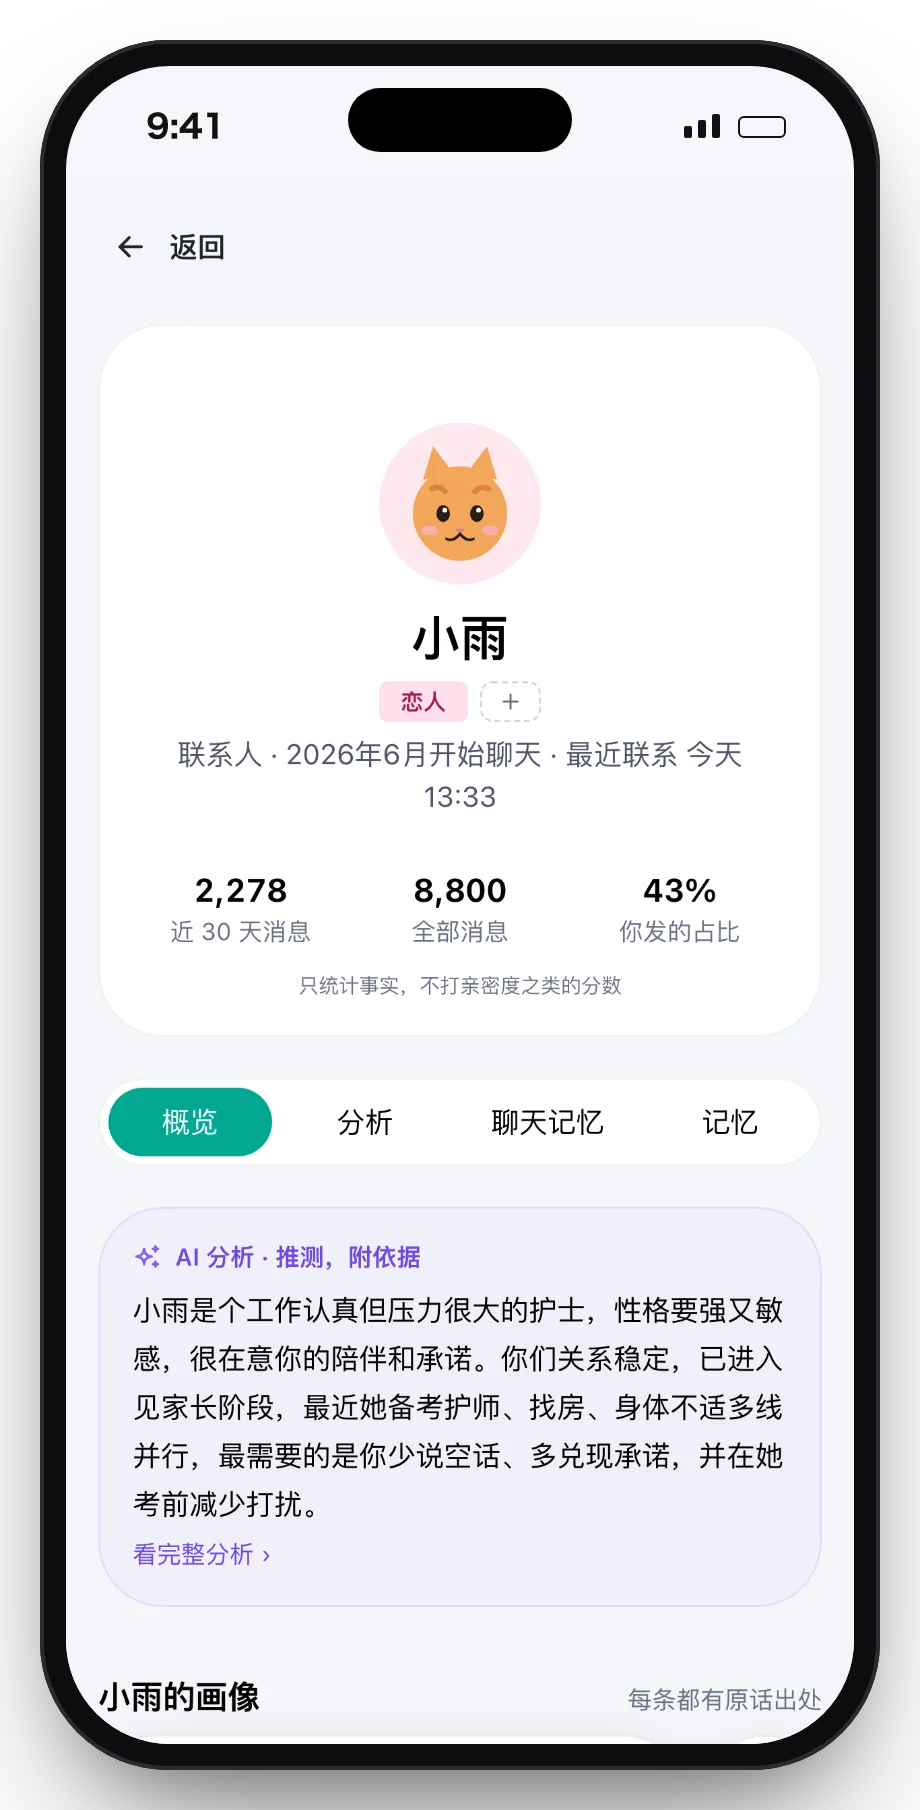 9:41
返回
小雨
恋人 +
联系人 · 2026年6月开始聊天 · 最近联系 今天
13:33
2,278 8,800 43%
近 30 天消息 全部消息 你发的占比
只统计事实，不打亲密度之类的分数
概览 分析 聊天记忆 记忆
AI 分析 · 推测，附依据
小雨是个工作认真但压力很大的护士，性格要强又敏
感，很在意你的陪伴和承诺。你们关系稳定，已进入
见家长阶段，最近她备考护师、找房、身体不适多线
并行，最需要的是你少说空话、多兑现承诺，并在她
考前减少打扰。
看完整分析 ›
小雨的画像 每条都有原话出处